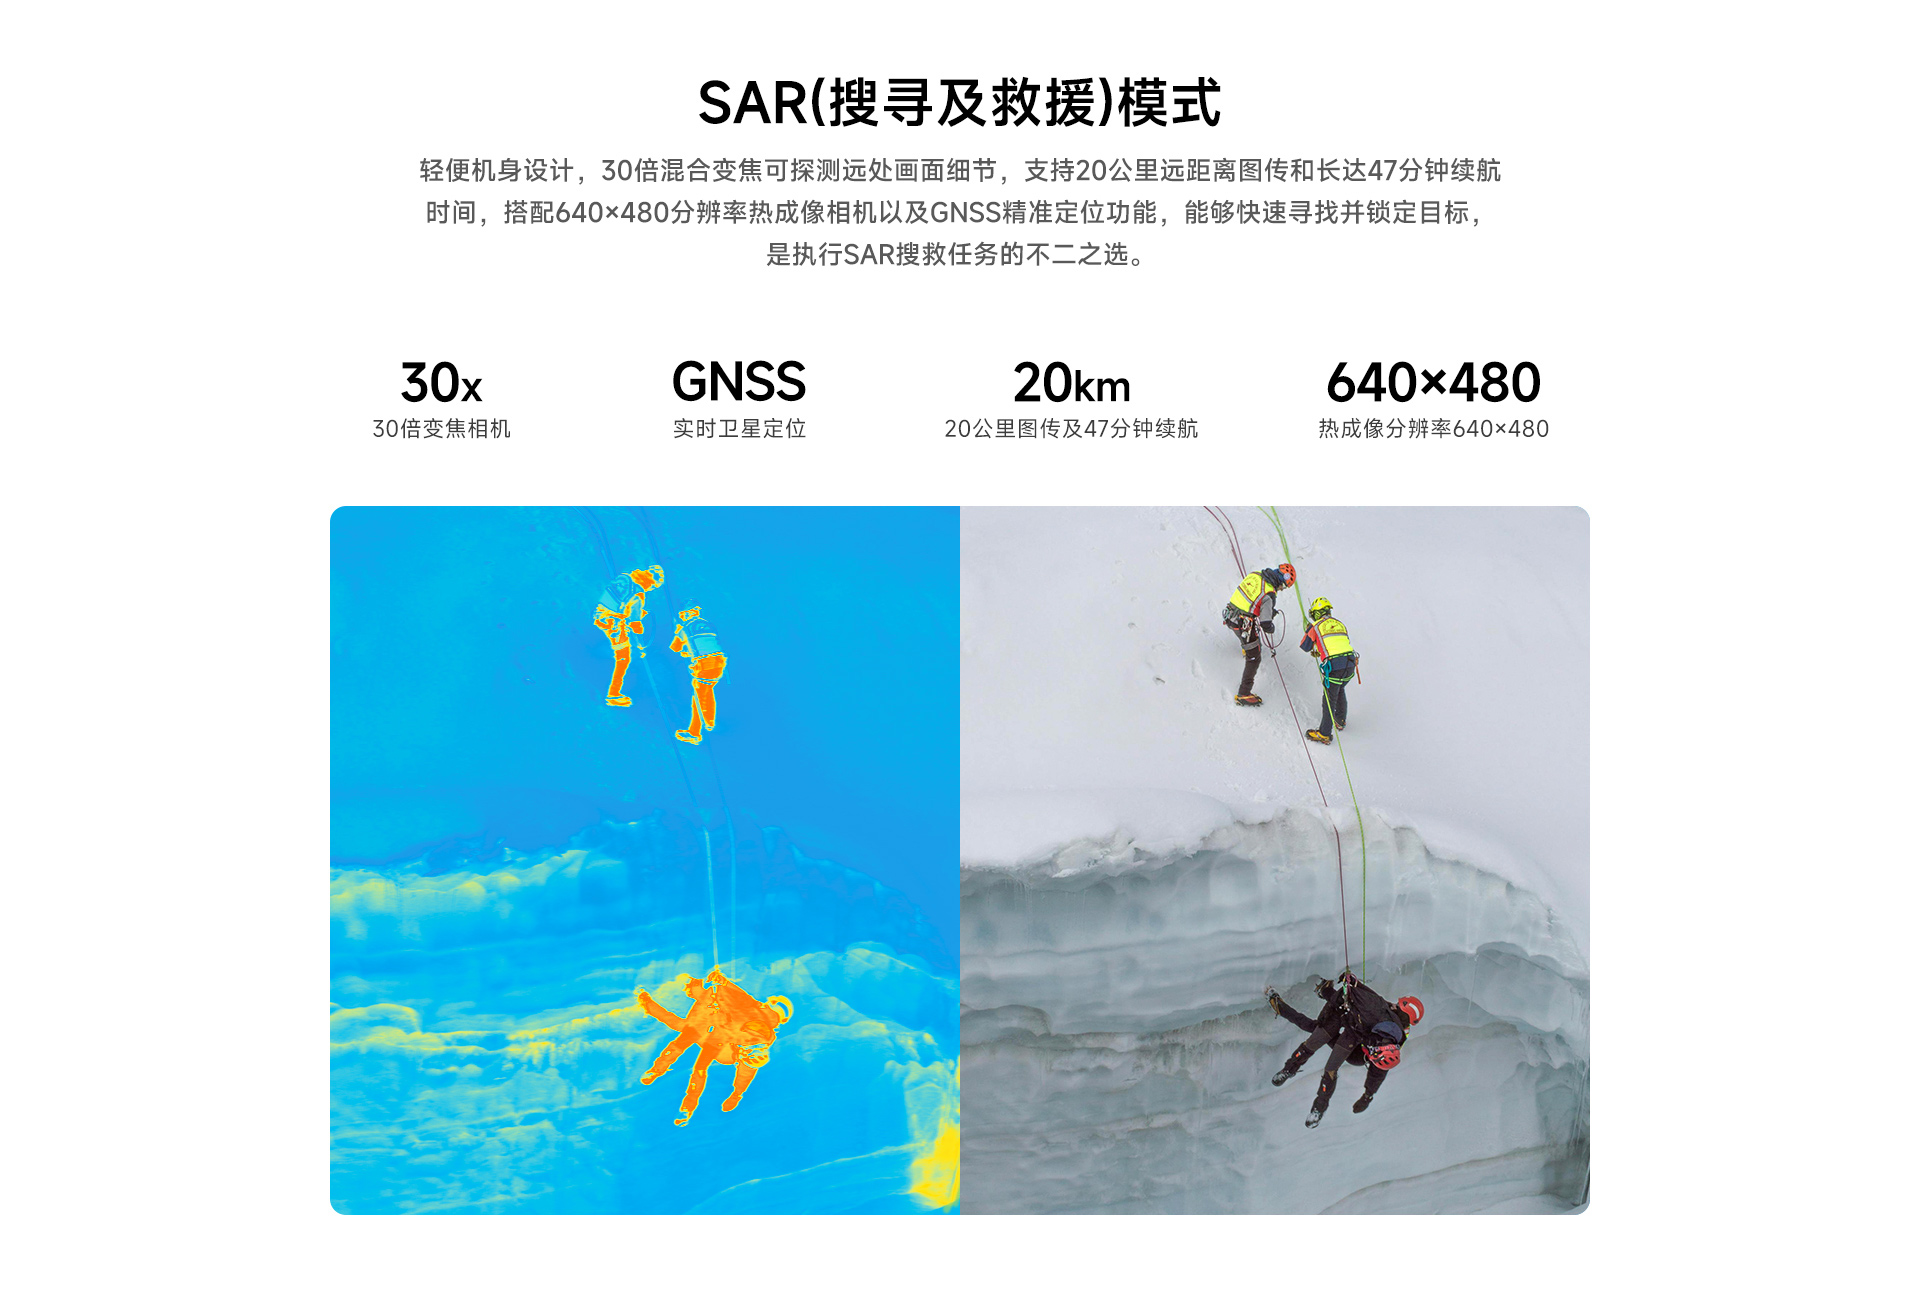 SAR(搜寻及救援)模式
轻便机身设计，30倍混合变焦可探测远处画面细节，支持20公里远距离图传和长达47分钟续航
时间，搭配640×480分辨率热成像相机以及GNSS精准定位功能，能够快速寻找并锁定目标，
是执行SAR搜救任务的不二之选。
30x
30倍变焦相机
GNSS
实时卫星定位
20km
20公里图传及47分钟续航
640×480
热成像分辨率640×480